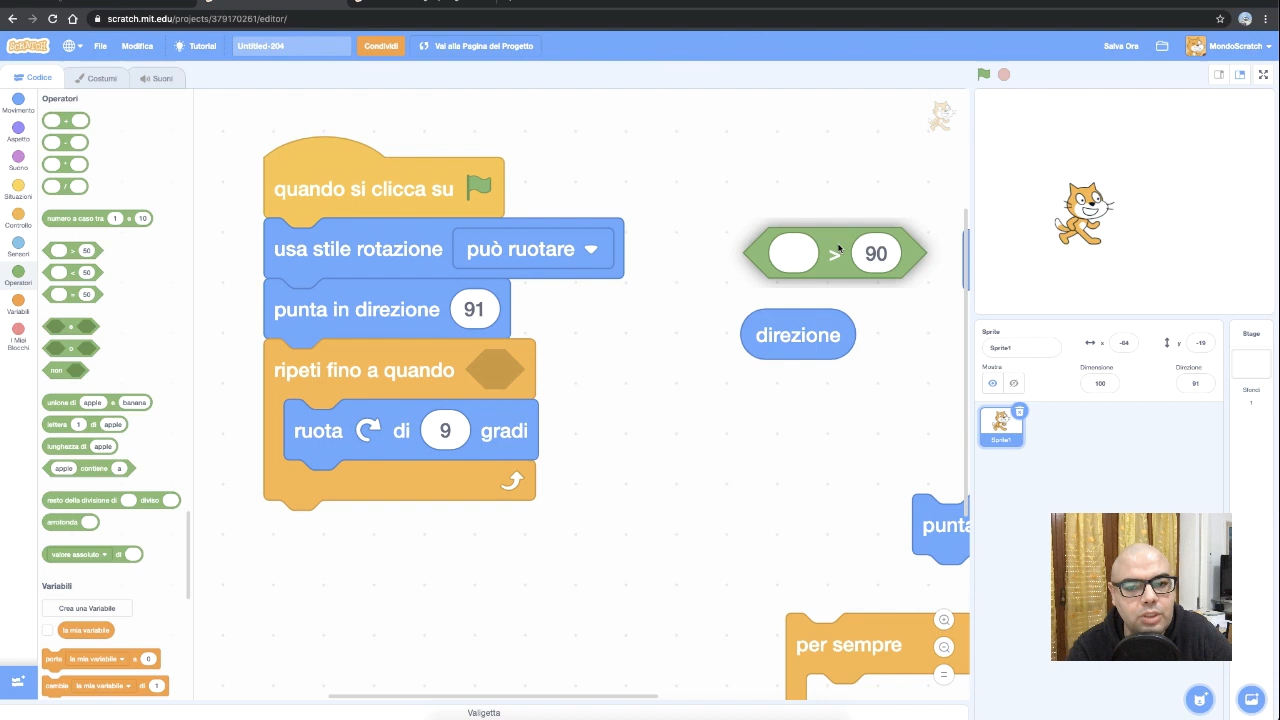 scratch.mit.edu/projects/379170261/editor/
SCRATCH
File
Modifica
Tutorial
Untitled-204
Condividi
Vai alla Pagina del Progetto
Salva Ora
MondoScratch
Codice
Costumi
Suoni
Movimento
Aspetto
Suono
Situazioni
Controllo
Sensori
Operatori
Variabili
I Miei
Blocchi
Operatori
+
-
*
/
numero a caso tra 1 e 10
> 50
< 50
= 50
e
o
non
unione di apple e banana
lettera 1 di apple
lunghezza di apple
apple contiene a
resto della divisione di diviso
arrotonda
valore assoluto di
Variabili
Crea una Variabile
la mia variabile
porta la mia variabile a 0
cambia la mia variabile di 1
quando si clicca su
usa stile rotazione può ruotare
punta in direzione 91
ripeti fino a quando
ruota di 9 gradi
> 90
direzione
punta
per sempre
Valigetta
Sprite
Sprite1
x -64
y -19
Mostra
Dimensione
100
Direzione
91
Sprite1
Stage
Sfondi
1